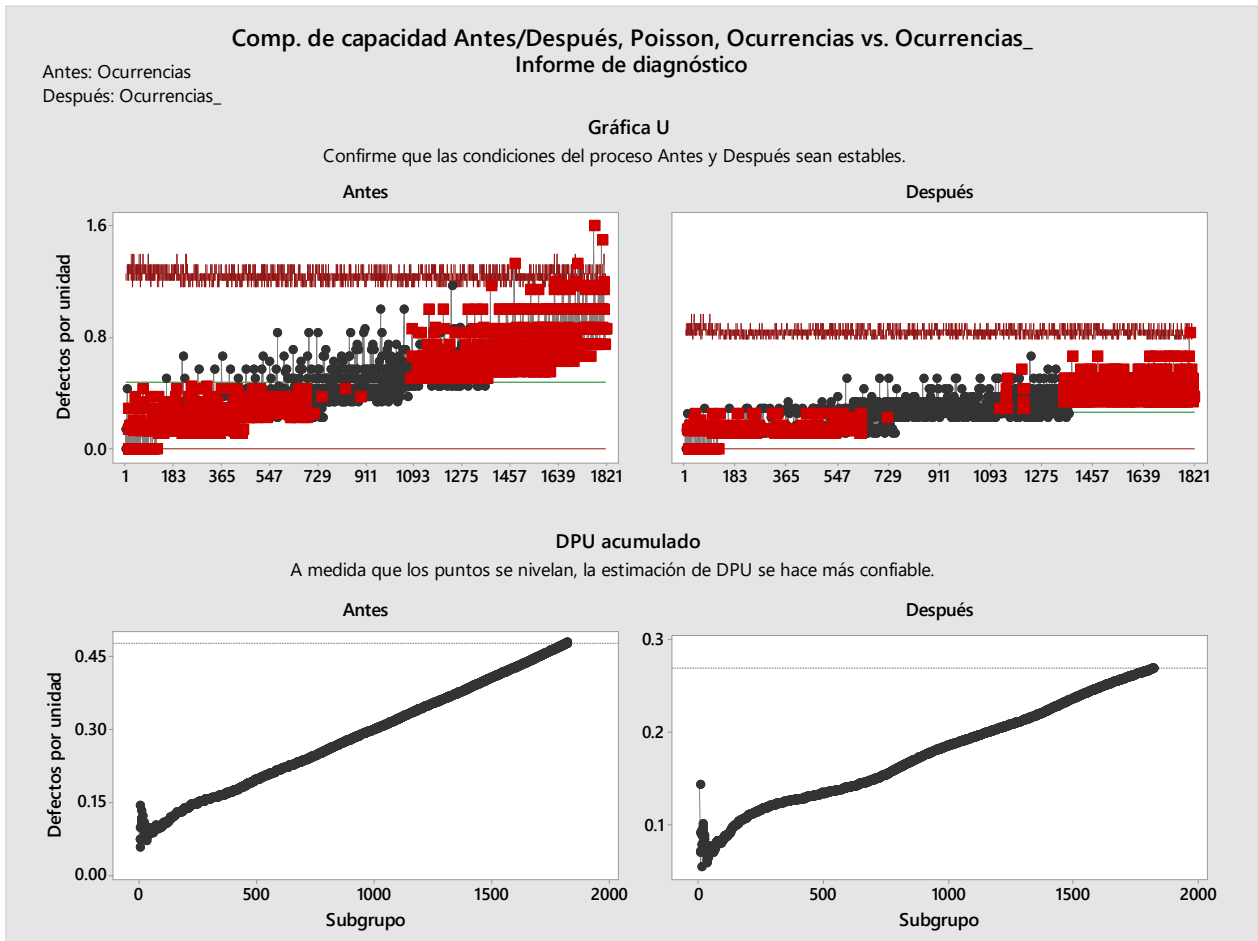 Comp. de capacidad Antes/Después, Poisson, Ocurrencias vs. Ocurrencias_
Informe de diagnóstico
Antes: Ocurrencias
Después: Ocurrencias_
Gráfica U
Confirme que las condiciones del proceso Antes y Después sean estables.
Antes
Después
Defectos por unidad
1.6
0.8
0.0
1 183 365 547 729 911 1093 1275 1457 1639 1821
1 183 365 547 729 911 1093 1275 1457 1639 1821
DPU acumulado
A medida que los puntos se nivelan, la estimación de DPU se hace más confiable.
Antes
Después
Defectos por unidad
0.45
0.30
0.15
0.00
0 500 1000 1500 2000
Subgrupo
0.3
0.2
0.1
0 500 1000 1500 2000
Subgrupo